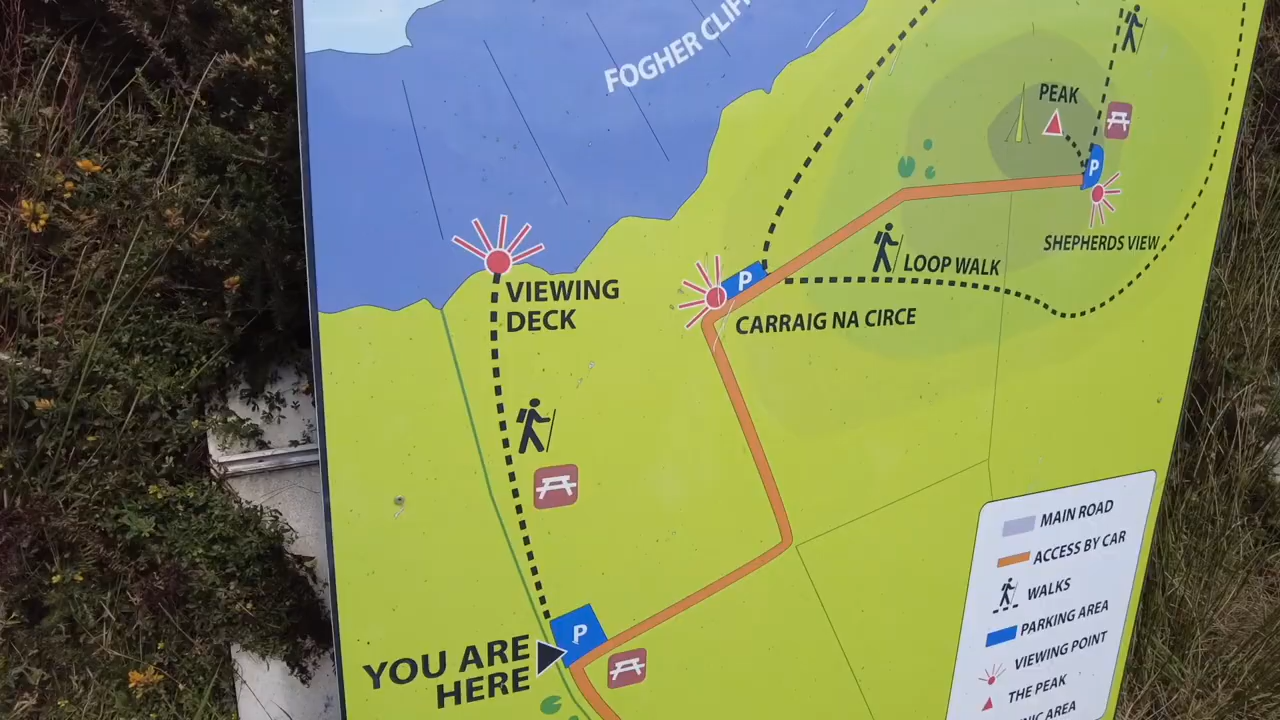 FOGHER CLIFF
PEAK
P
SHEPHERDS VIEW
LOOP WALK
P
CARRAIG NA CIRCE
VIEWING
DECK
P
YOU ARE
HERE
MAIN ROAD
ACCESS BY CAR
WALKS
PARKING AREA
VIEWING POINT
THE PEAK
AREA